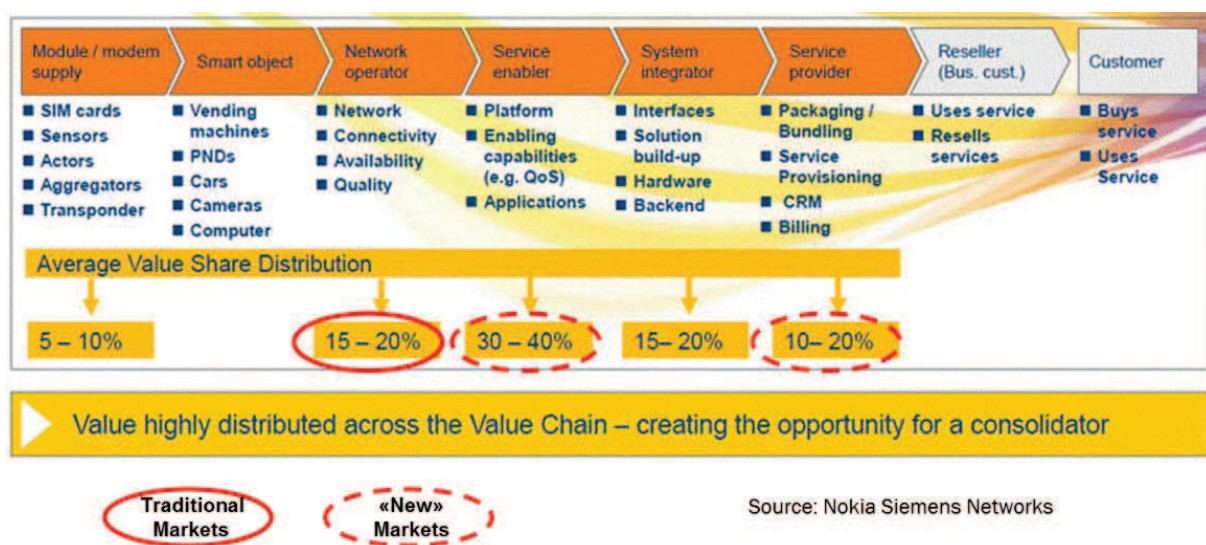 Module / modem
supply
Smart object
Network
operator
Service
enabler
System
integrator
Service
provider
Reseller
(Bus. cust.)
Customer
■ SIM cards
■ Sensors
■ Actors
■ Aggregators
■ Transponder
■ Vending
machines
■ PNDs
■ Cars
■ Cameras
■ Computer
■ Network
■ Connectivity
■ Availability
■ Quality
■ Platform
■ Enabling
capabilities
(e.g. QoS)
■ Applications
■ Interfaces
■ Solution
build-up
■ Hardware
■ Backend
■ Packaging /
Bundling
■ Service
Provisioning
■ CRM
■ Billing
■ Uses service
■ Resells
services
■ Buys
service
■ Uses
Service
Average Value Share Distribution
5 – 10%
15 – 20%
30 – 40%
15– 20%
10– 20%
Value highly distributed across the Value Chain – creating the opportunity for a consolidator
Traditional
Markets
«New»
Markets
Source: Nokia Siemens Networks